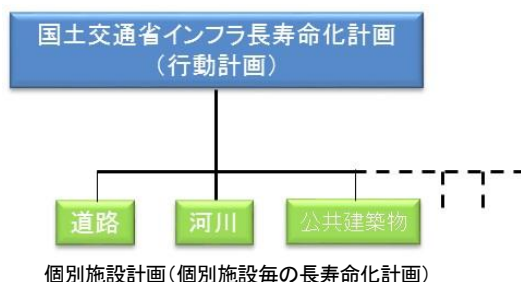 国土交通省インフラ長寿命化計画
（行動計画）
道路
河川
公共建築物
個別施設計画（個別施設毎の長寿命化計画）